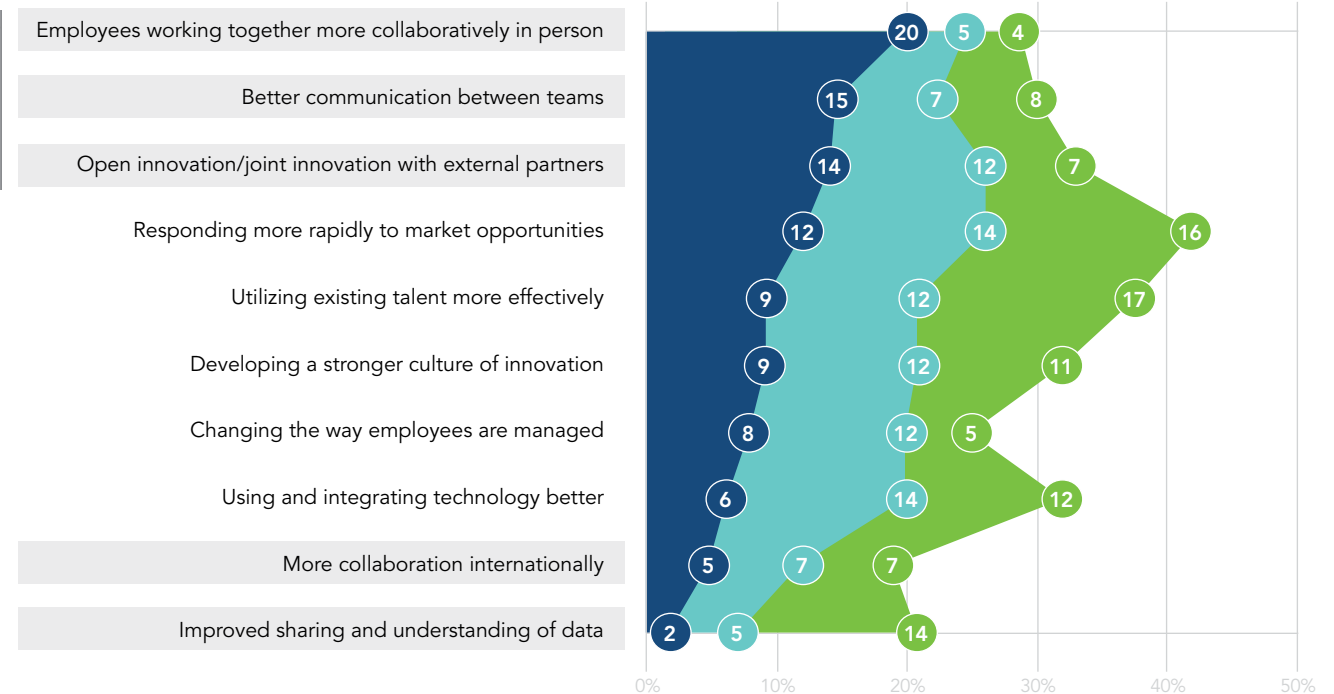 Employees working together more collaboratively in person 20 5 4
Better communication between teams 15 7 8
Open innovation/joint innovation with external partners 14 12 7
Responding more rapidly to market opportunities 12 14 16
Utilizing existing talent more effectively 9 12 17
Developing a stronger culture of innovation 9 12 11
Changing the way employees are managed 8 12 5
Using and integrating technology better 6 14 12
More collaboration internationally 5 7 7
Improved sharing and understanding of data 2 5 14
0% 10% 20% 30% 40% 50%